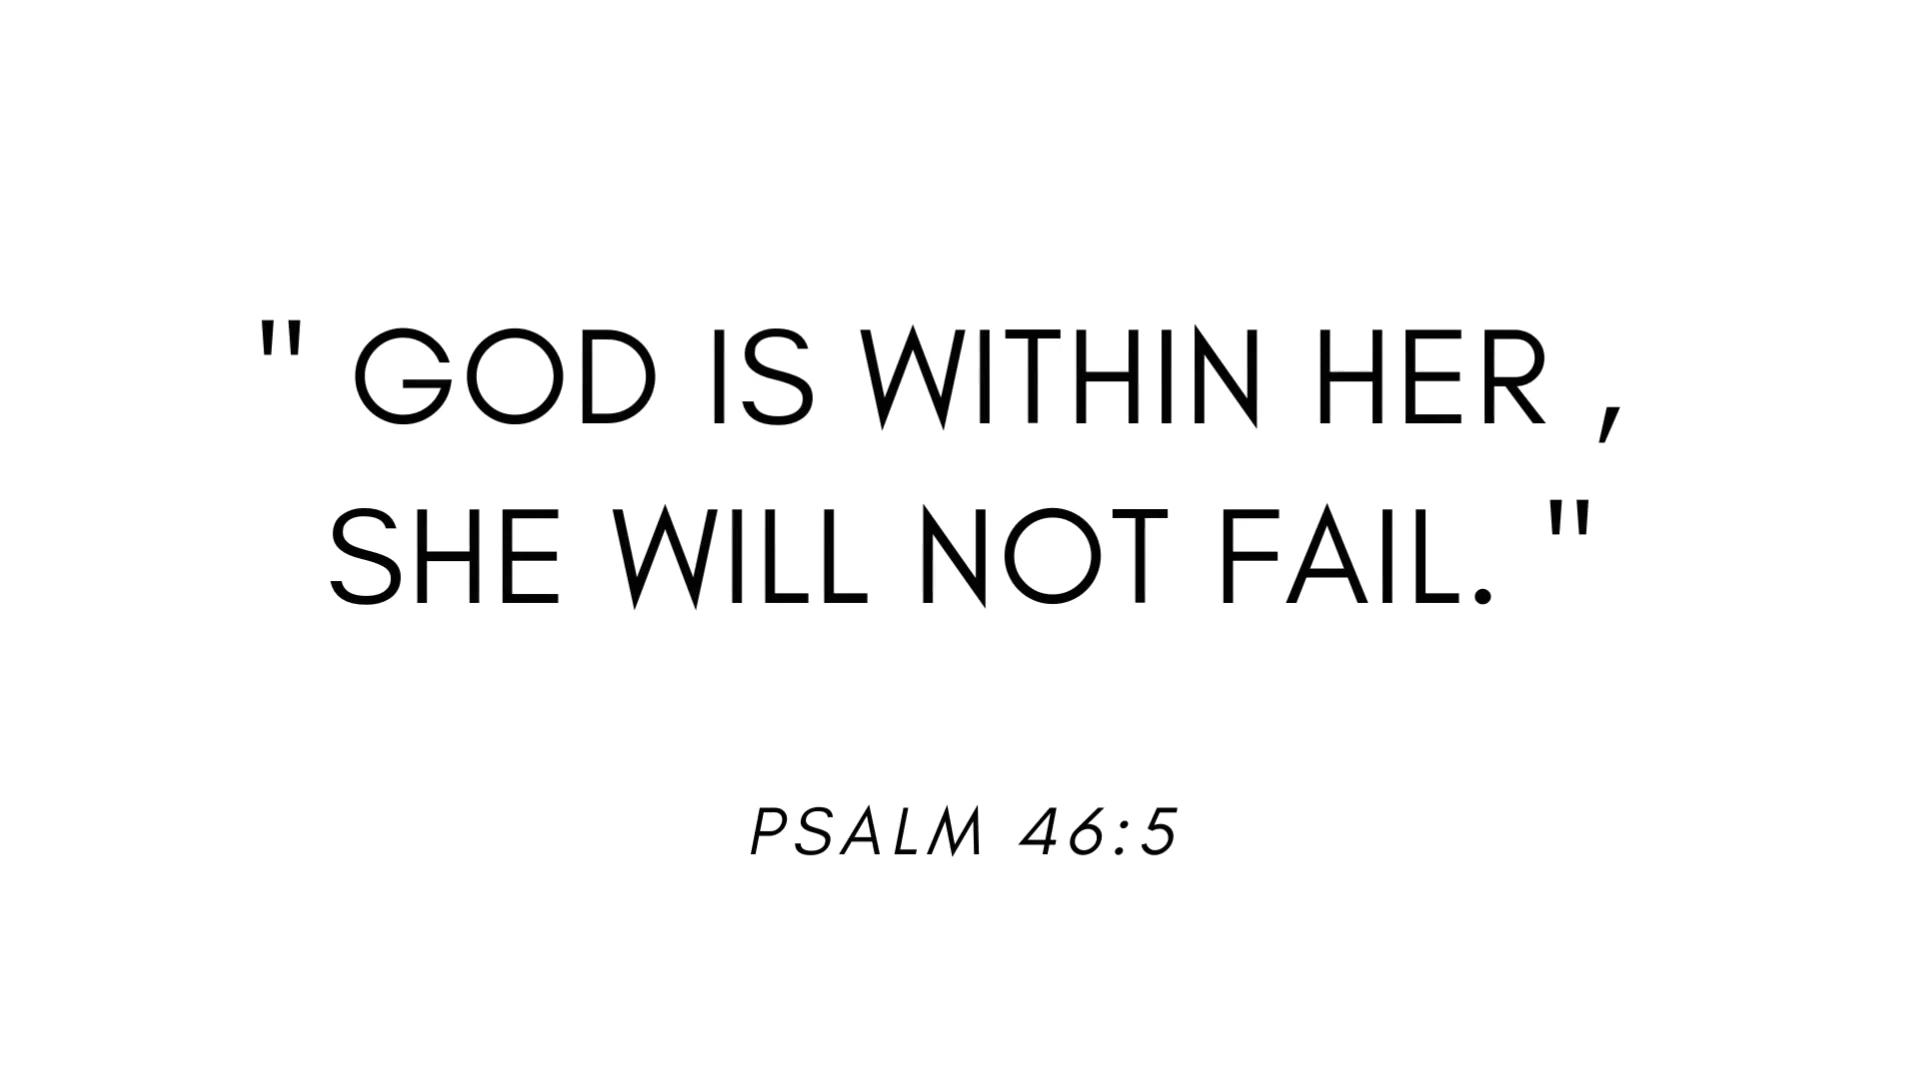 " GOD IS WITHIN HER ,
SHE WILL NOT FAIL. "
PSALM 46:5